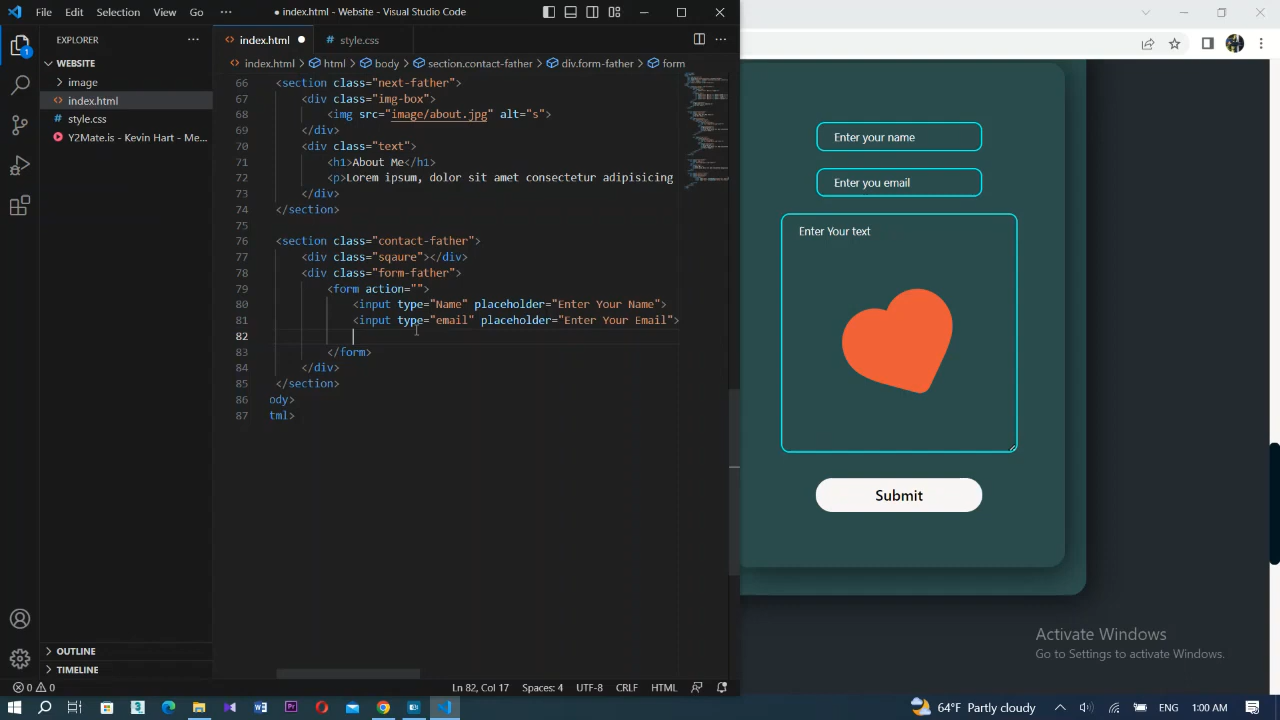 File Edit Selection View Go ··· ● index.html - Website - Visual Studio Code
EXPLORER ···
WEBSITE
image
<> index.html
# style.css
Y2Mate.is - Kevin Hart - Me...
OUTLINE
TIMELINE
<> index.html ●
# style.css
···
<> index.html > html > body > section.contact-father > div.form-father > form
66 <section class="next-father">
67 <div class="img-box">
68 <img src="image/about.jpg" alt="s">
69 </div>
70 <div class="text">
71 <h1>About Me</h1>
72 <p>Lorem ipsum, dolor sit amet consectetur adipisicing
73 </div>
74 </section>
75
76 <section class="contact-father">
77 <div class="sqaure"></div>
78 <div class="form-father">
79 <form action="">
80 <input type="Name" placeholder="Enter Your Name">
81 <input type="email" placeholder="Enter Your Email">
82
83 </form>
84 </div>
85 </section>
86 ody>
87 tml>
0 0
Ln 82, Col 17 Spaces: 4 UTF-8 CRLF HTML
Enter your name
Enter you email
Enter Your text
Submit
Activate Windows
Go to Settings to activate Windows.
64°F Partly cloudy ENG 1:00 AM